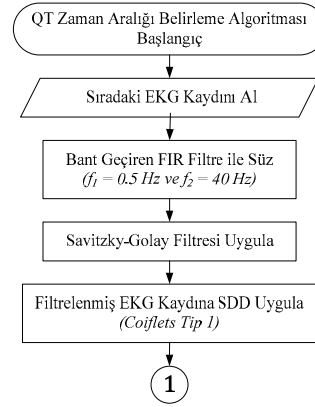 QT Zaman Aralığı Belirleme Algoritması
Başlangıç
Sıradaki EKG Kaydını Al
Bant Geçiren FIR Filtre ile Süz
(f1 = 0.5 Hz ve f2 = 40 Hz)
Savitzky-Golay Filtresi Uygula
Filtrelenmiş EKG Kaydına SDD Uygula
(Coiflets Tip 1)
1